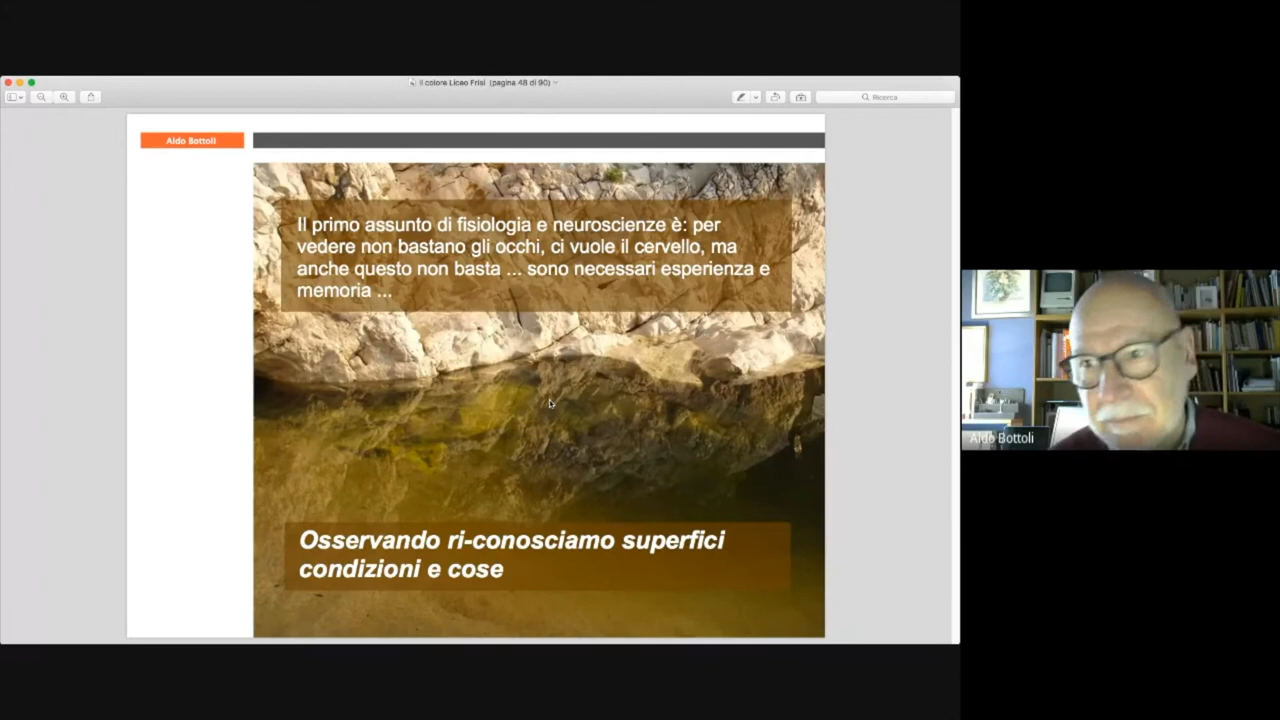 Il colore Liceo Frisi (pagina 48 di 90)
Ricerca
Aldo Bottoli
Il primo assunto di fisiologia e neuroscienze è: per
vedere non bastano gli occhi, ci vuole il cervello, ma
anche questo non basta ... sono necessari esperienza e
memoria ...
Osservando ri-conosciamo superfici
condizioni e cose
Aldo Bottoli